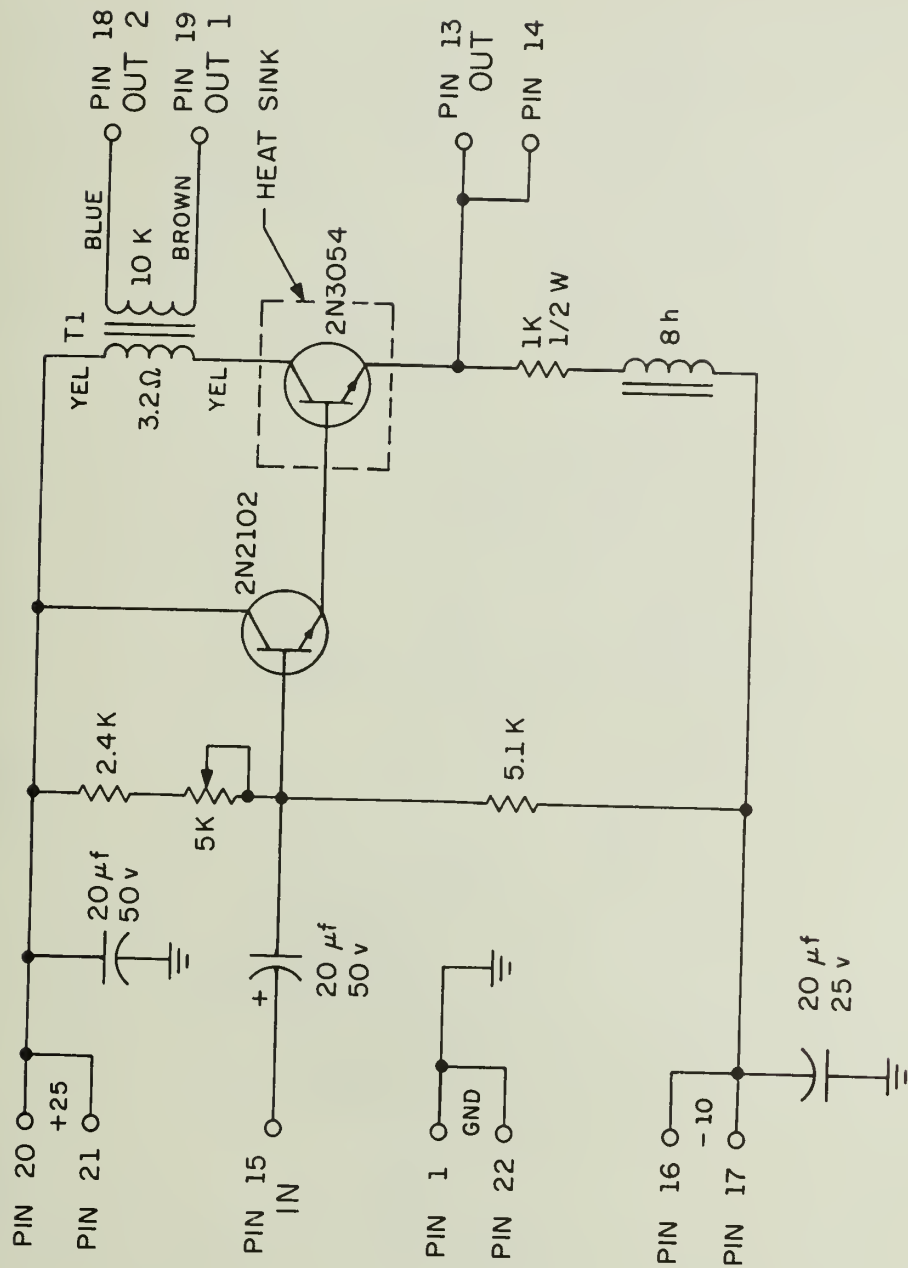 PIN 20
+25
PIN 21
20 µf
50 v
2.4K
5K
PIN 15
IN
+
20 µf
50 v
2N2102
YEL
T1
3.2Ω
10 K
YEL
BLUE
PIN 18
OUT 2
BROWN
PIN 19
OUT 1
HEAT SINK
2N3054
PIN 1
GND
PIN 22
5.1K
PIN 13
OUT
PIN 14
1K
1/2 W
8h
PIN 16
-10
PIN 17
20 µf
25 v